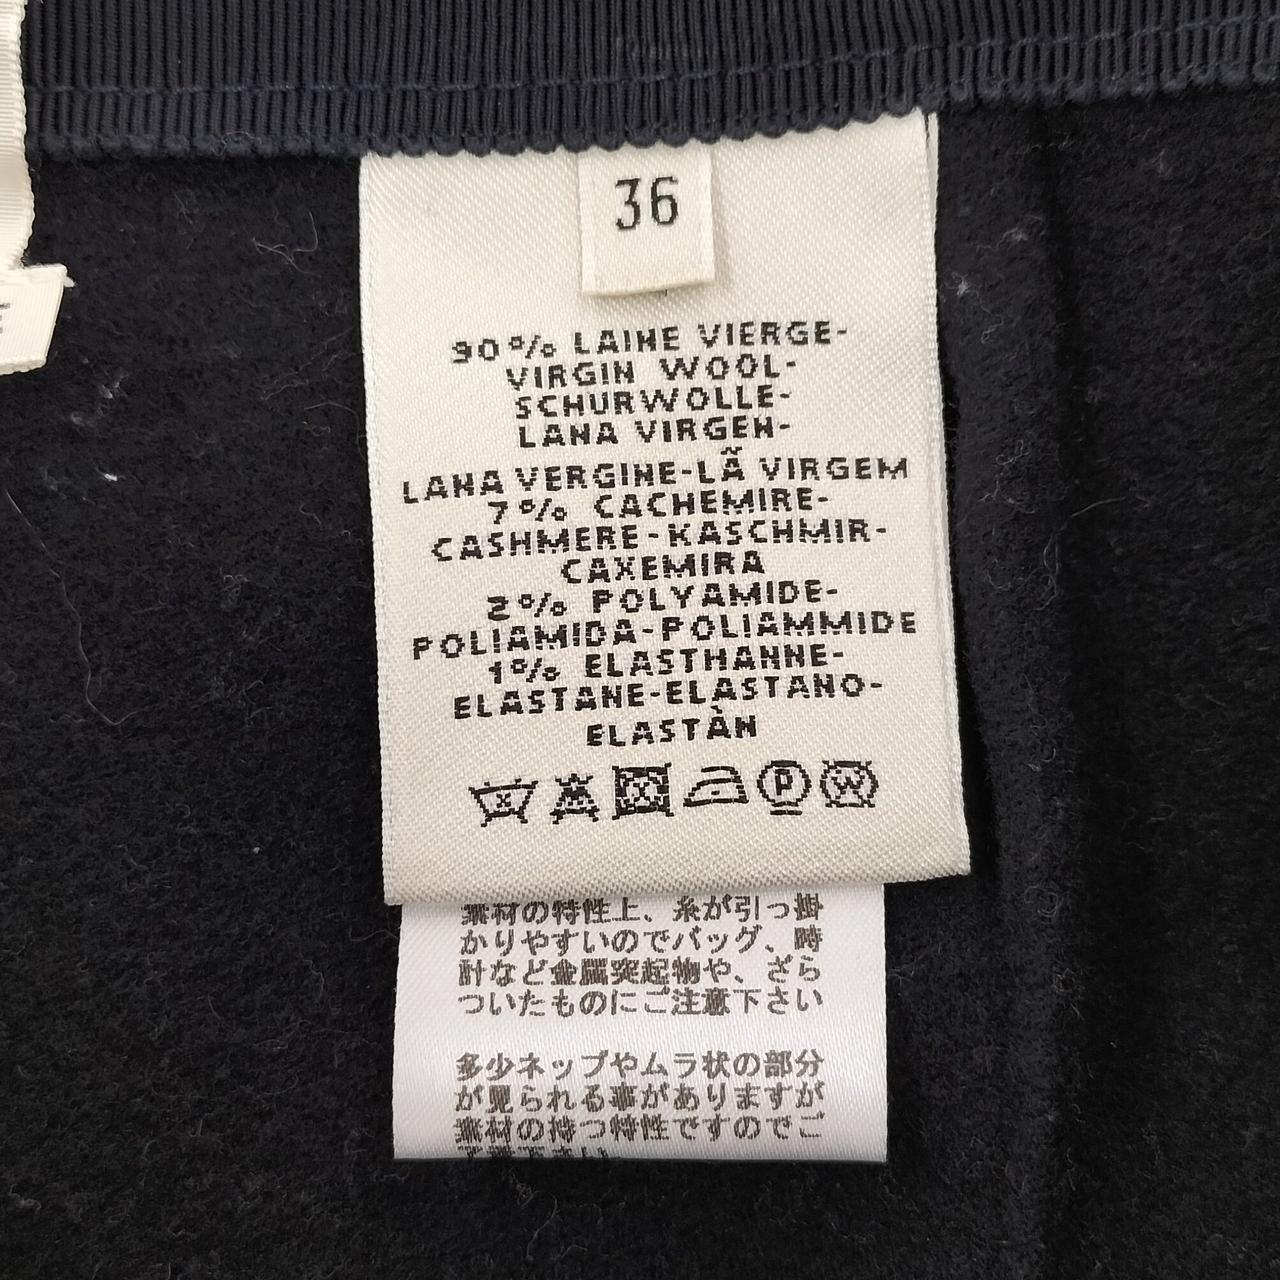 36
90% LAINE VIERGE-
VIRGIN WOOL-
SCHURWOLLE-
LANA VIRGEN-
LANA VERGINE-LÃ VIRGEM
7% CACHEMIRE-
CASHMERE-KASCHMIR-
CAXEMIRA
2% POLYAMIDE-
POLIAMIDA-POLIAMMIDE
1% ELASTHANNE-
ELASTANE-ELASTANO-
ELASTÀN
P W
素材の特性上、糸が引っ掛
かりやすいのでバッグ、時
計など金属突起物や、ざら
ついたものにご注意下さい
多少ネップやムラ状の部分
が見られる事がありますが
素材の持つ特性ですのでご